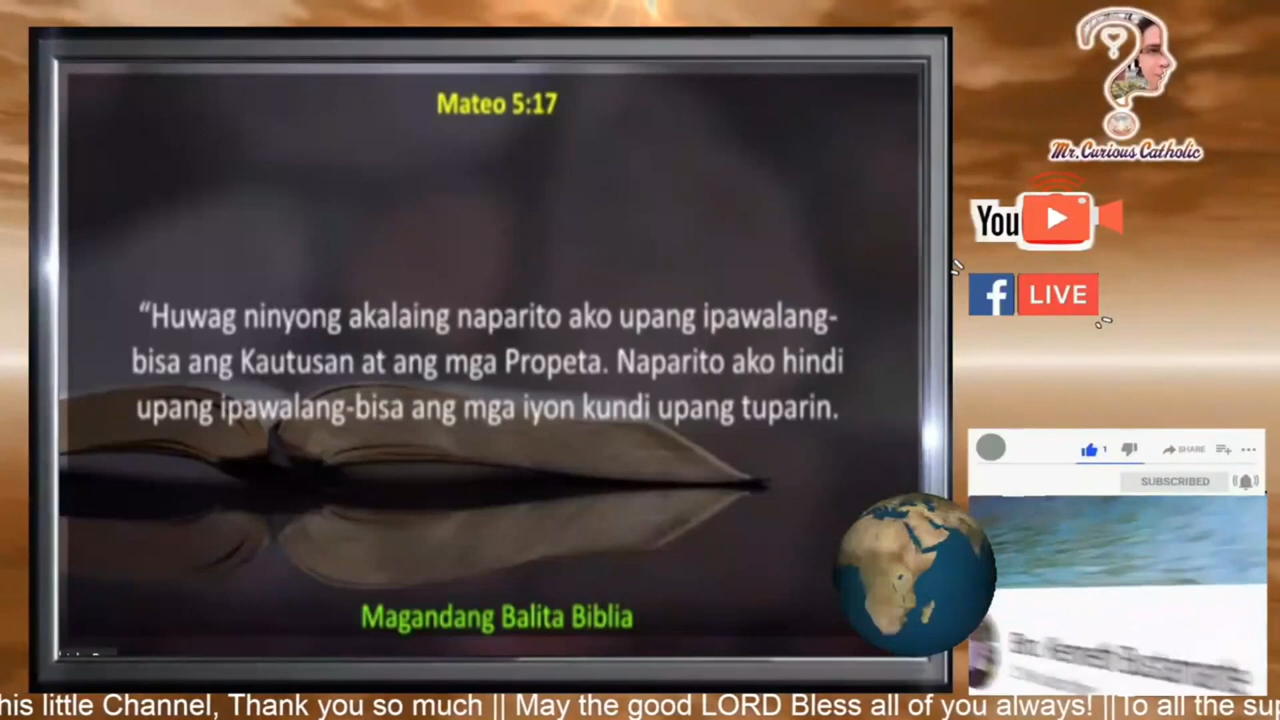 Mateo 5:17
“Huwag ninyong akalaing naparito ako upang ipawalang-
bisa ang Kautusan at ang mga Propeta. Naparito ako hindi
upang ipawalang-bisa ang mga iyon kundi upang tuparin.
Magandang Balita Biblia
Mr.Curious Catholic
You
LIVE
1
SHARE
SUBSCRIBED
his little Channel, Thank you so much || May the good LORD Bless all of you always! ||To all the su